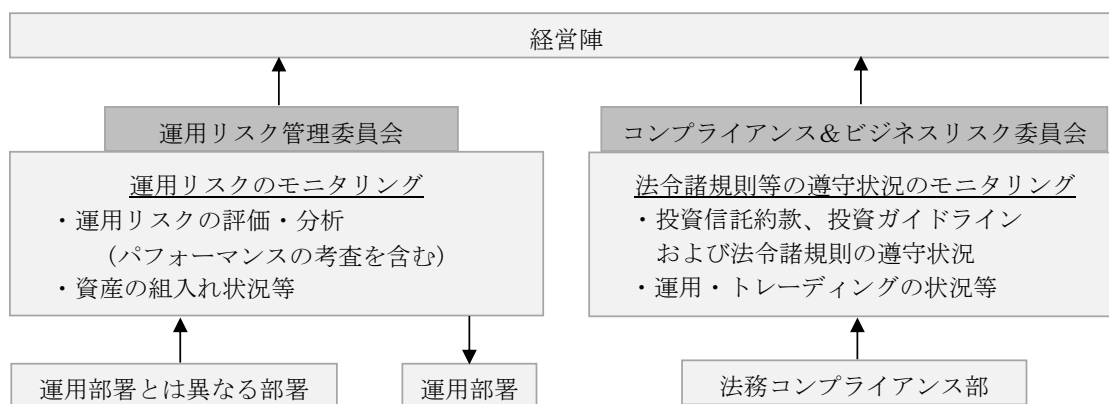 経営陣
運用リスク管理委員会
運用リスクのモニタリング
・運用リスクの評価・分析
（パフォーマンスの考査を含む）
・資産の組入れ状況等
コンプライアンス＆ビジネスリスク委員会
法令諸規則等の遵守状況のモニタリング
・投資信託約款、投資ガイドライン
および法令諸規則の遵守状況
・運用・トレーディングの状況等
運用部署とは異なる部署
運用部署
法務コンプライアンス部